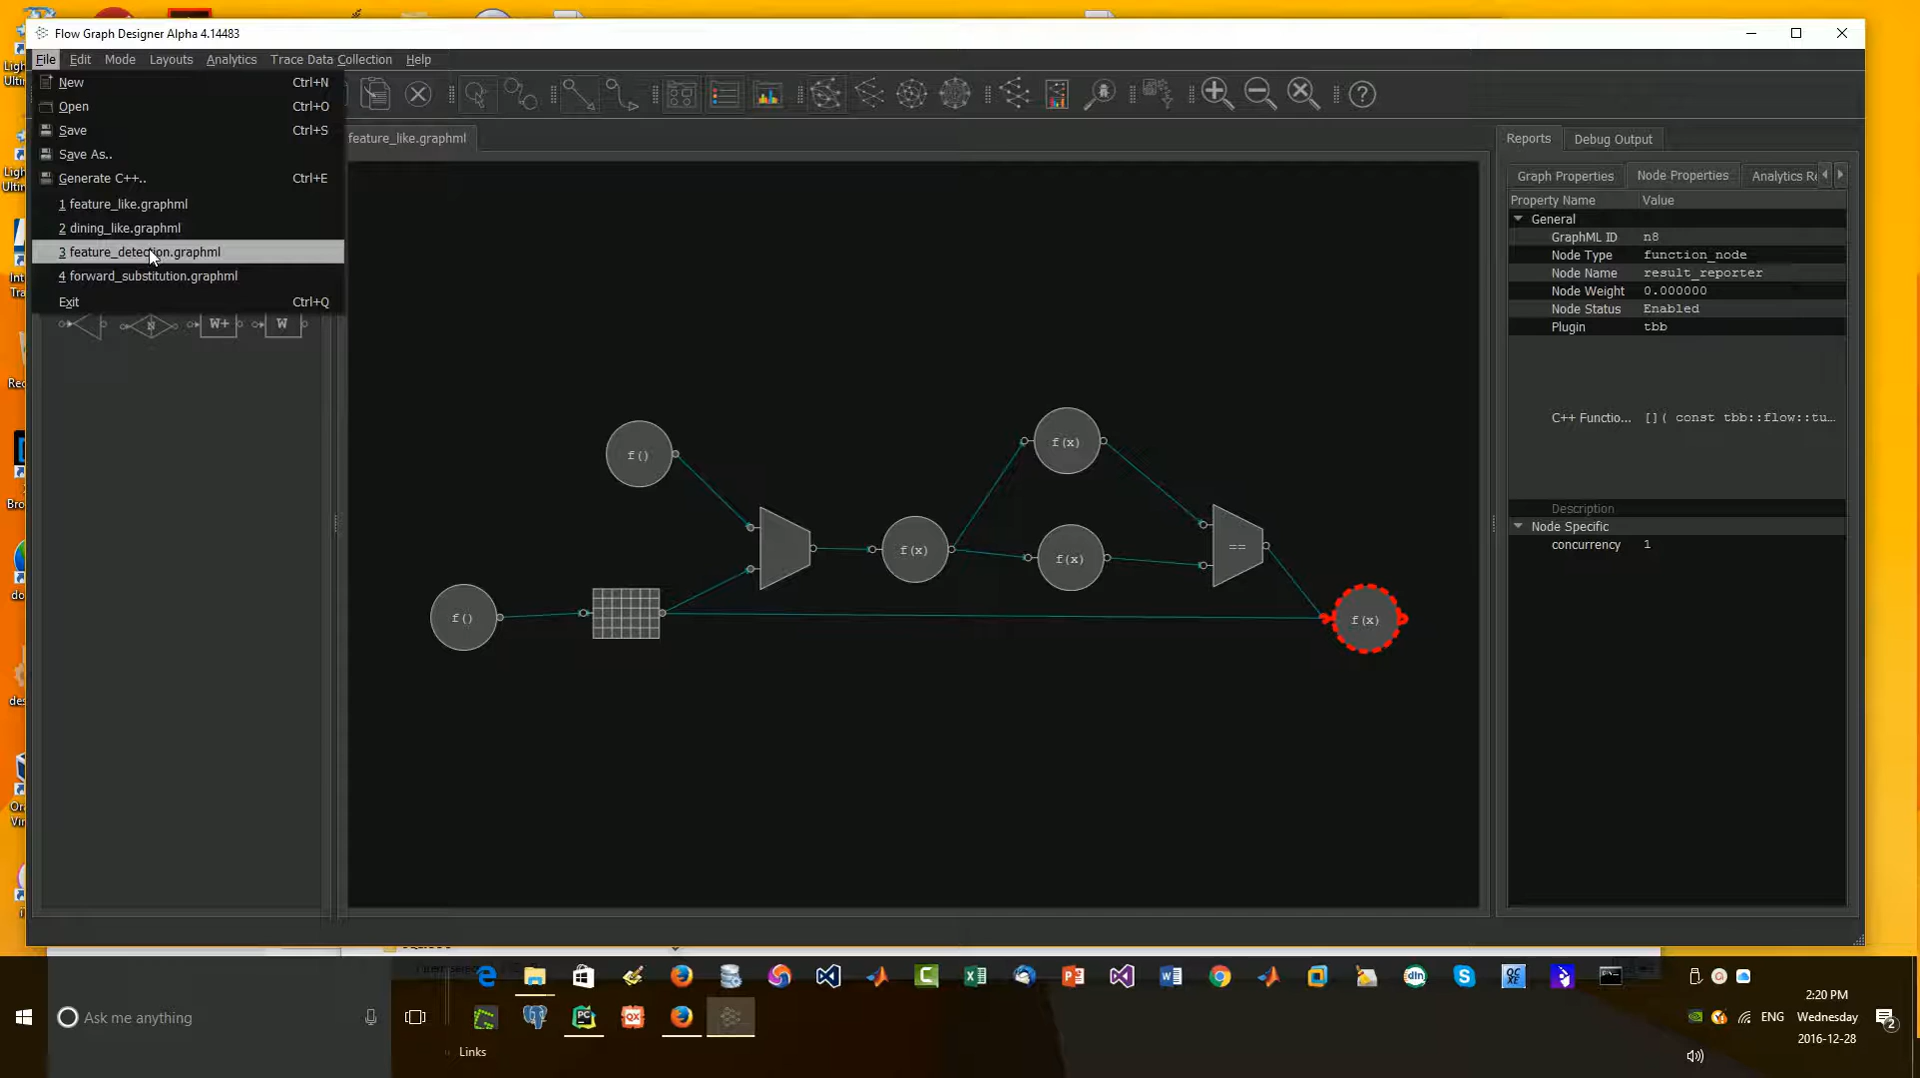 Flow Graph Designer Alpha 4.14483
File Edit Mode Layouts Analytics Trace Data Collection Help
New Ctrl+N
Open Ctrl+O
Save Ctrl+S
Save As..
Generate C++.. Ctrl+E
1 feature_like.graphml
2 dining_like.graphml
3 feature_detection.graphml
4 forward_substitution.graphml
Exit Ctrl+Q
N W+ W
feature_like.graphml
f()
f(x)
f(x)
f(x)
==
f()
f(x)
Reports Debug Output
Graph Properties Node Properties Analytics Re
Property Name Value
General
GraphML ID n8
Node Type function_node
Node Name result_reporter
Node Weight 0.000000
Node Status Enabled
Plugin tbb
C++ Functio... []( const tbb::flow::tu...
Description
Node Specific
concurrency 1
Ask me anything
Links
2:20 PM
ENG Wednesday 2
2016-12-28